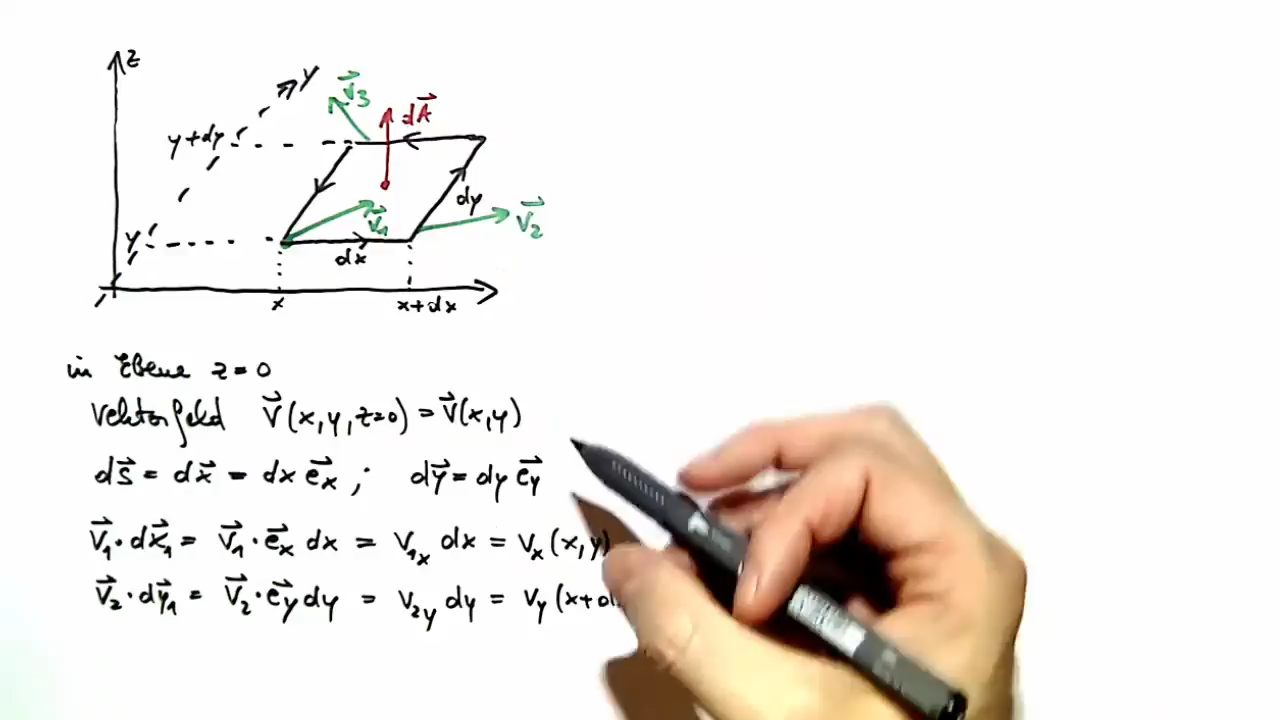 z
y
V⃗₃
dA⃗
y+dy
dy
V⃗₁
V⃗₂
y
dx
x
x+dx
in Ebene z=0
Vektorfeld V⃗(x,y,z=0) = V⃗(x,y)
ds⃗ = dx⃗ = dx e⃗ₓ ; dy⃗ = dy e⃗y
V⃗₁·dx⃗₁ = V⃗₁·e⃗ₓ dx = V₁ₓ dx = Vₓ(x,y)
V⃗₂·dy⃗₁ = V⃗₂·e⃗y dy = V₂y dy = Vy(x+d